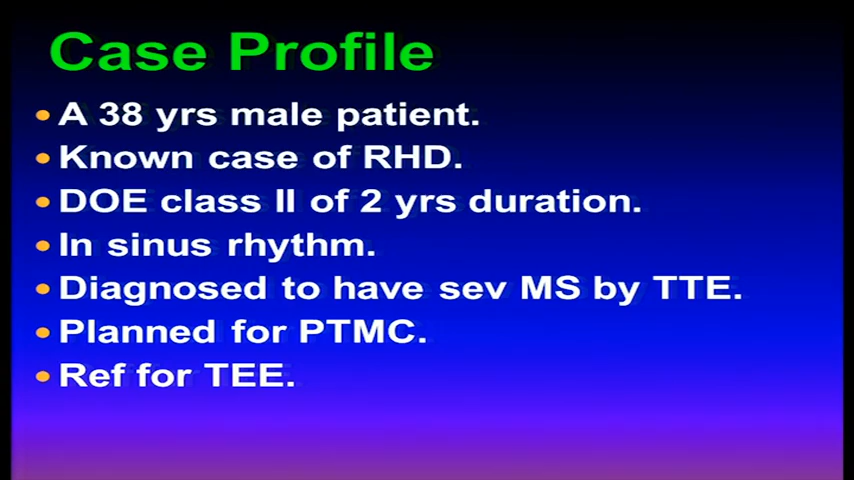 Case Profile
• A 38 yrs male patient.
• Known case of RHD.
• DOE class II of 2 yrs duration.
• In sinus rhythm.
• Diagnosed to have sev MS by TTE.
• Planned for PTMC.
• Ref for TEE.